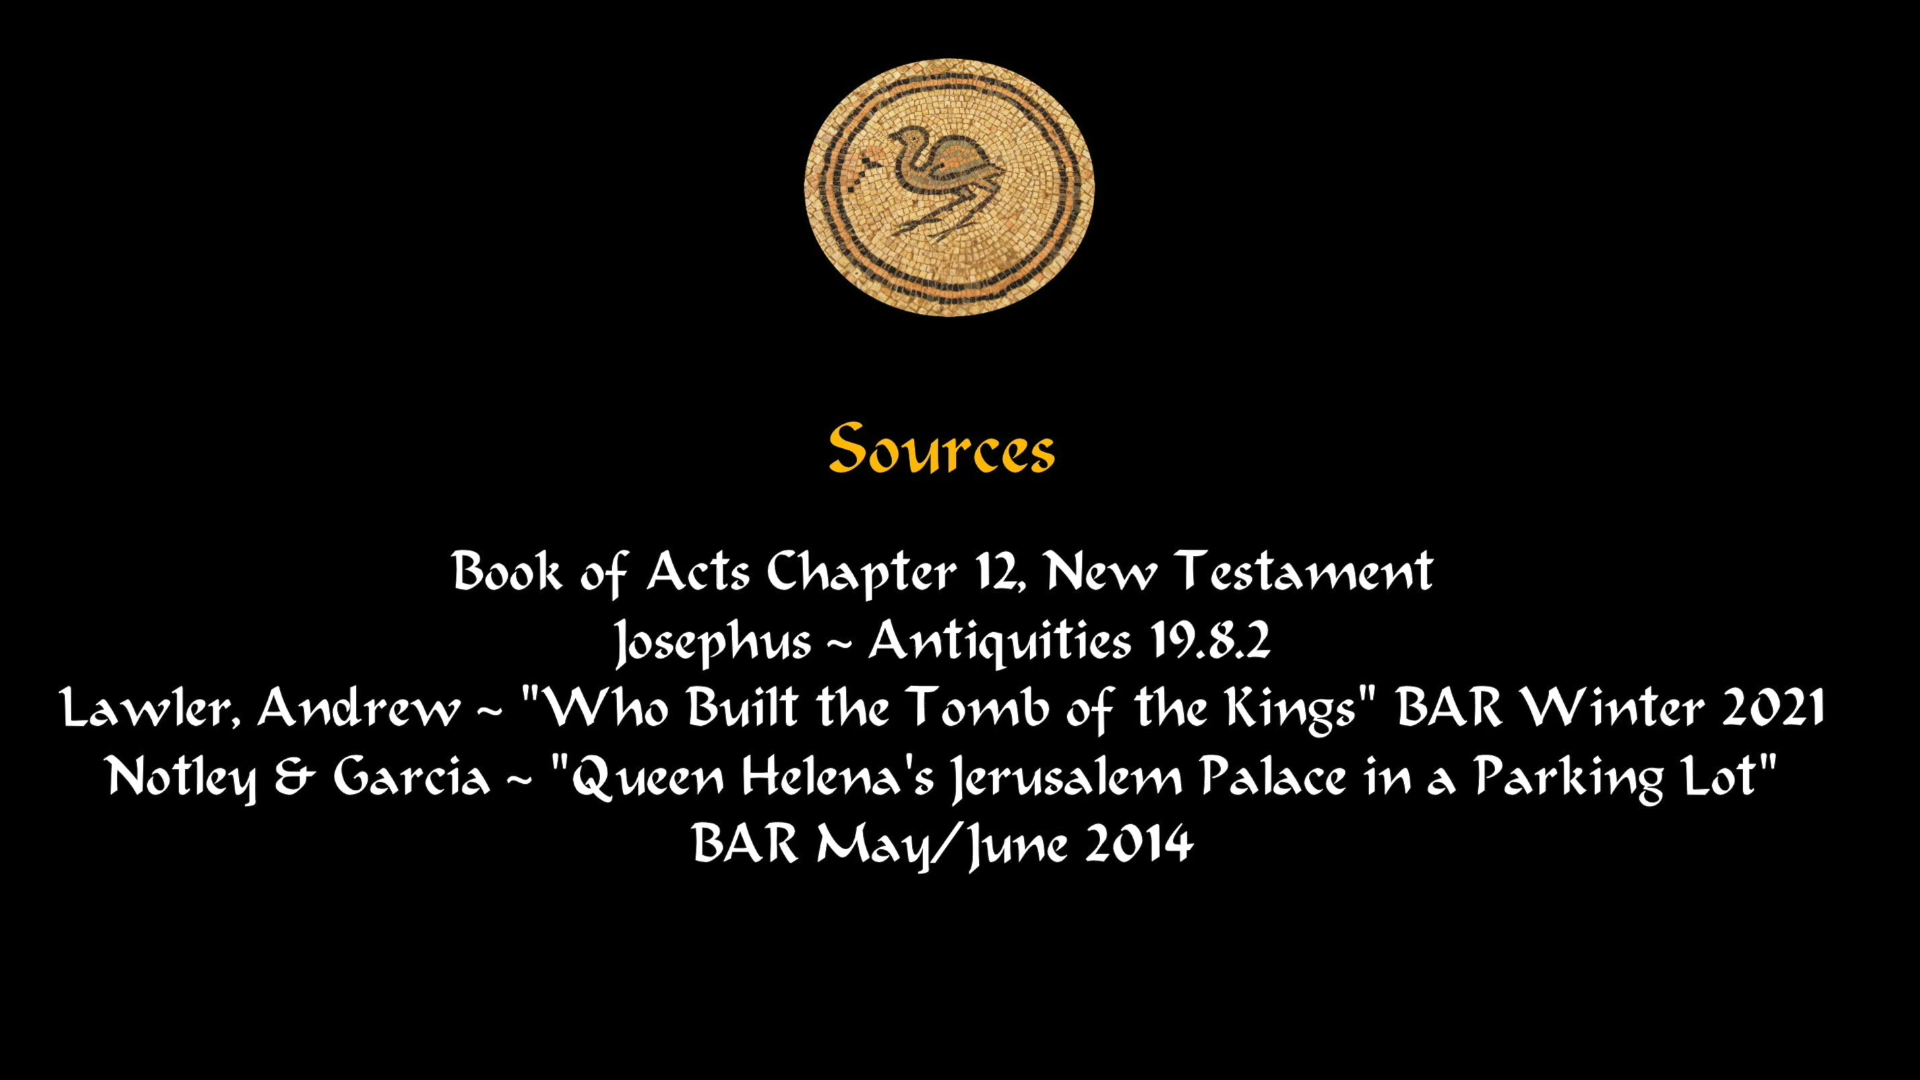 Sources
Book of Acts Chapter 12, New Testament
Josephus ~ Antiquities 19.8.2
Lawler, Andrew ~ "Who Built the Tomb of the Kings" BAR Winter 2021
Notley & Garcia ~ "Queen Helena's Jerusalem Palace in a Parking Lot"
BAR May/June 2014